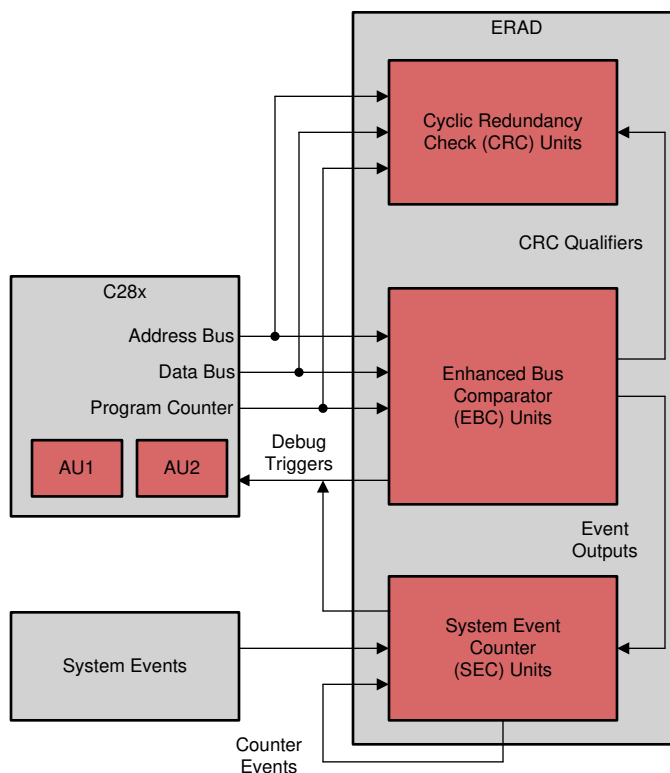 ERAD
Cyclic Redundancy
Check (CRC) Units
CRC Qualifiers
C28x
Address Bus
Data Bus
Program Counter
AU1
AU2
Enhanced Bus
Comparator
(EBC) Units
Debug
Triggers
Event
Outputs
System Events
System Event
Counter
(SEC) Units
Counter
Events